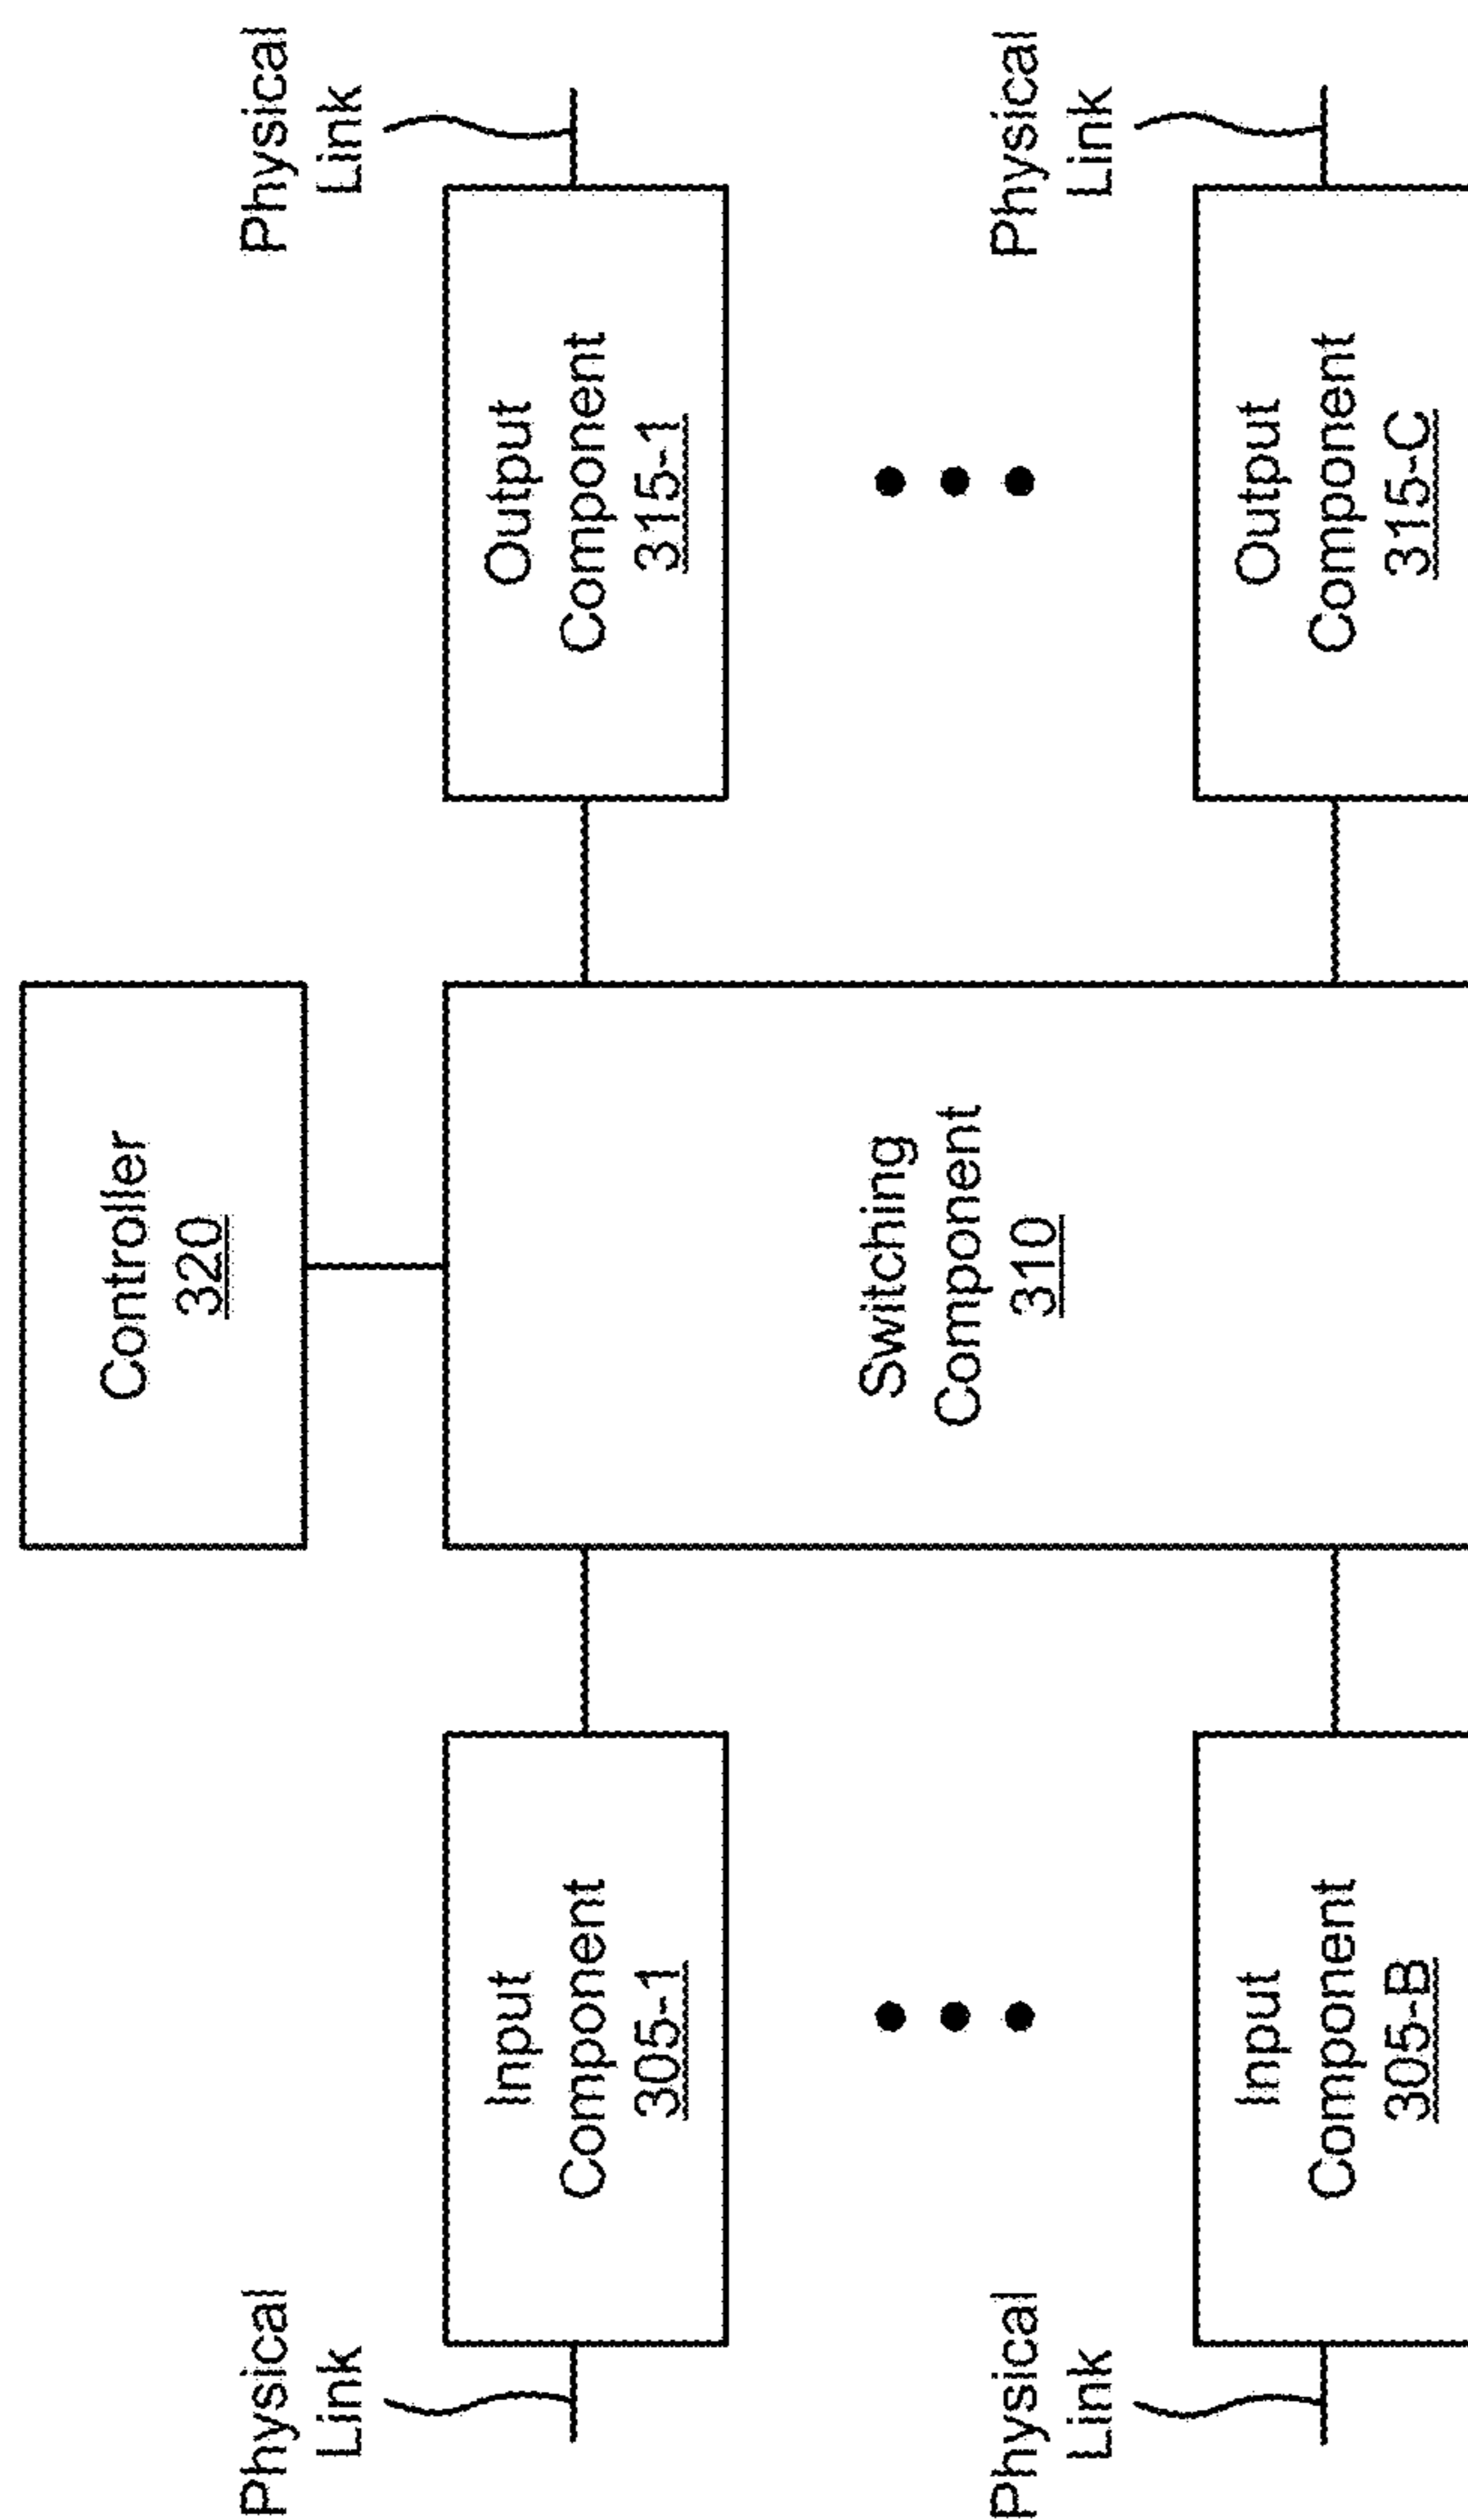 Controller
320
Physical
Link
Input
Component
305-1
Switching
Component
310
Output
Component
315-1
Physical
Link
Physical
Link
Input
Component
305-B
Output
Component
315-C
Physical
Link